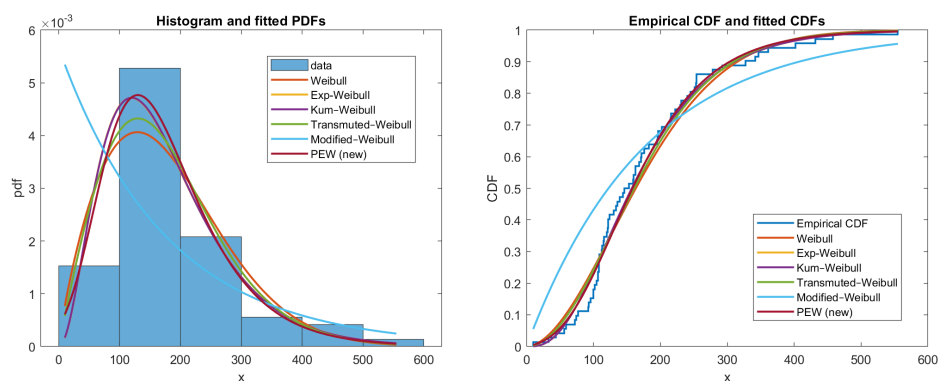 Histogram and fitted PDFs
×10⁻³
6
5
4
3
2
1
0
pdf
0 100 200 300 400 500 600
x
data
Weibull
Exp-Weibull
Kum-Weibull
Transmuted-Weibull
Modified-Weibull
PEW (new)
Empirical CDF and fitted CDFs
1
0.9
0.8
0.7
0.6
0.5
0.4
0.3
0.2
0.1
0
CDF
0 100 200 300 400 500 600
x
Empirical CDF
Weibull
Exp-Weibull
Kum-Weibull
Transmuted-Weibull
Modified-Weibull
PEW (new)